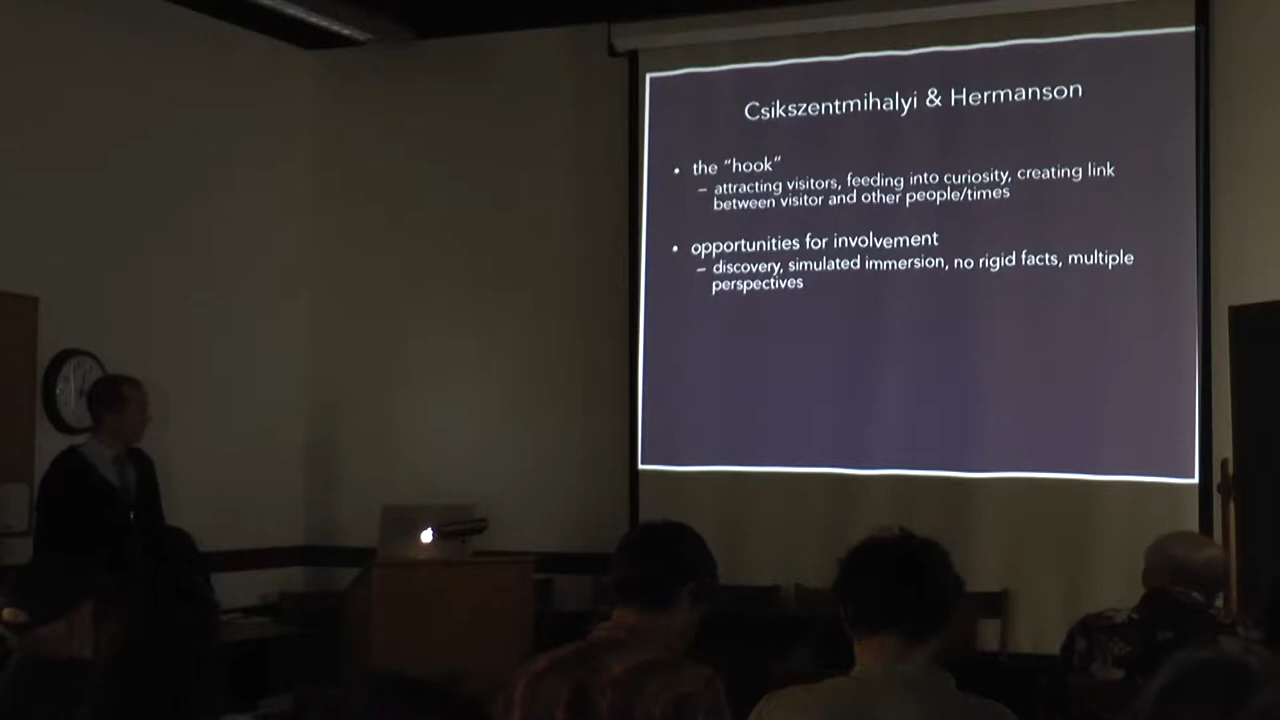 Csikszentmihalyi & Hermanson
• the "hook"
– attracting visitors, feeding into curiosity, creating link
between visitor and other people/times
• opportunities for involvement
– discovery, simulated immersion, no rigid facts, multiple
perspectives